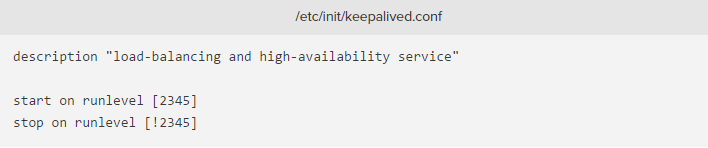 /etc/init/keepalived.conf
description "load-balancing and high-availability service"
start on runlevel [2345]
stop on runlevel [!2345]